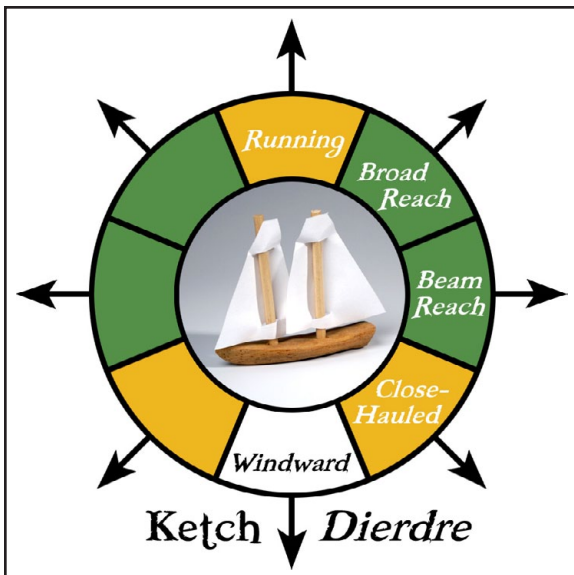 Running
Broad
Reach
Beam
Reach
Close-
Hauled
Windward
Ketch Dierdre